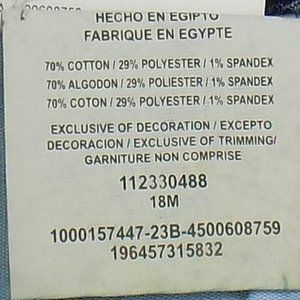 HECHO EN EGIPTO
FABRIQUE EN EGYPTE
70% COTTON / 29% POLYESTER / 1% SPANDEX
70% ALGODON / 29% POLIESTER / 1% SPANDEX
70% COTON / 29% POLYESTER / 1% SPANDEX
EXCLUSIVE OF DECORATION / EXCEPTO
DECORACION / EXCLUSIVE OF TRIMMING/
GARNITURE NON COMPRISE
112330488
18M
1000157447-23B-4500608759
196457315832